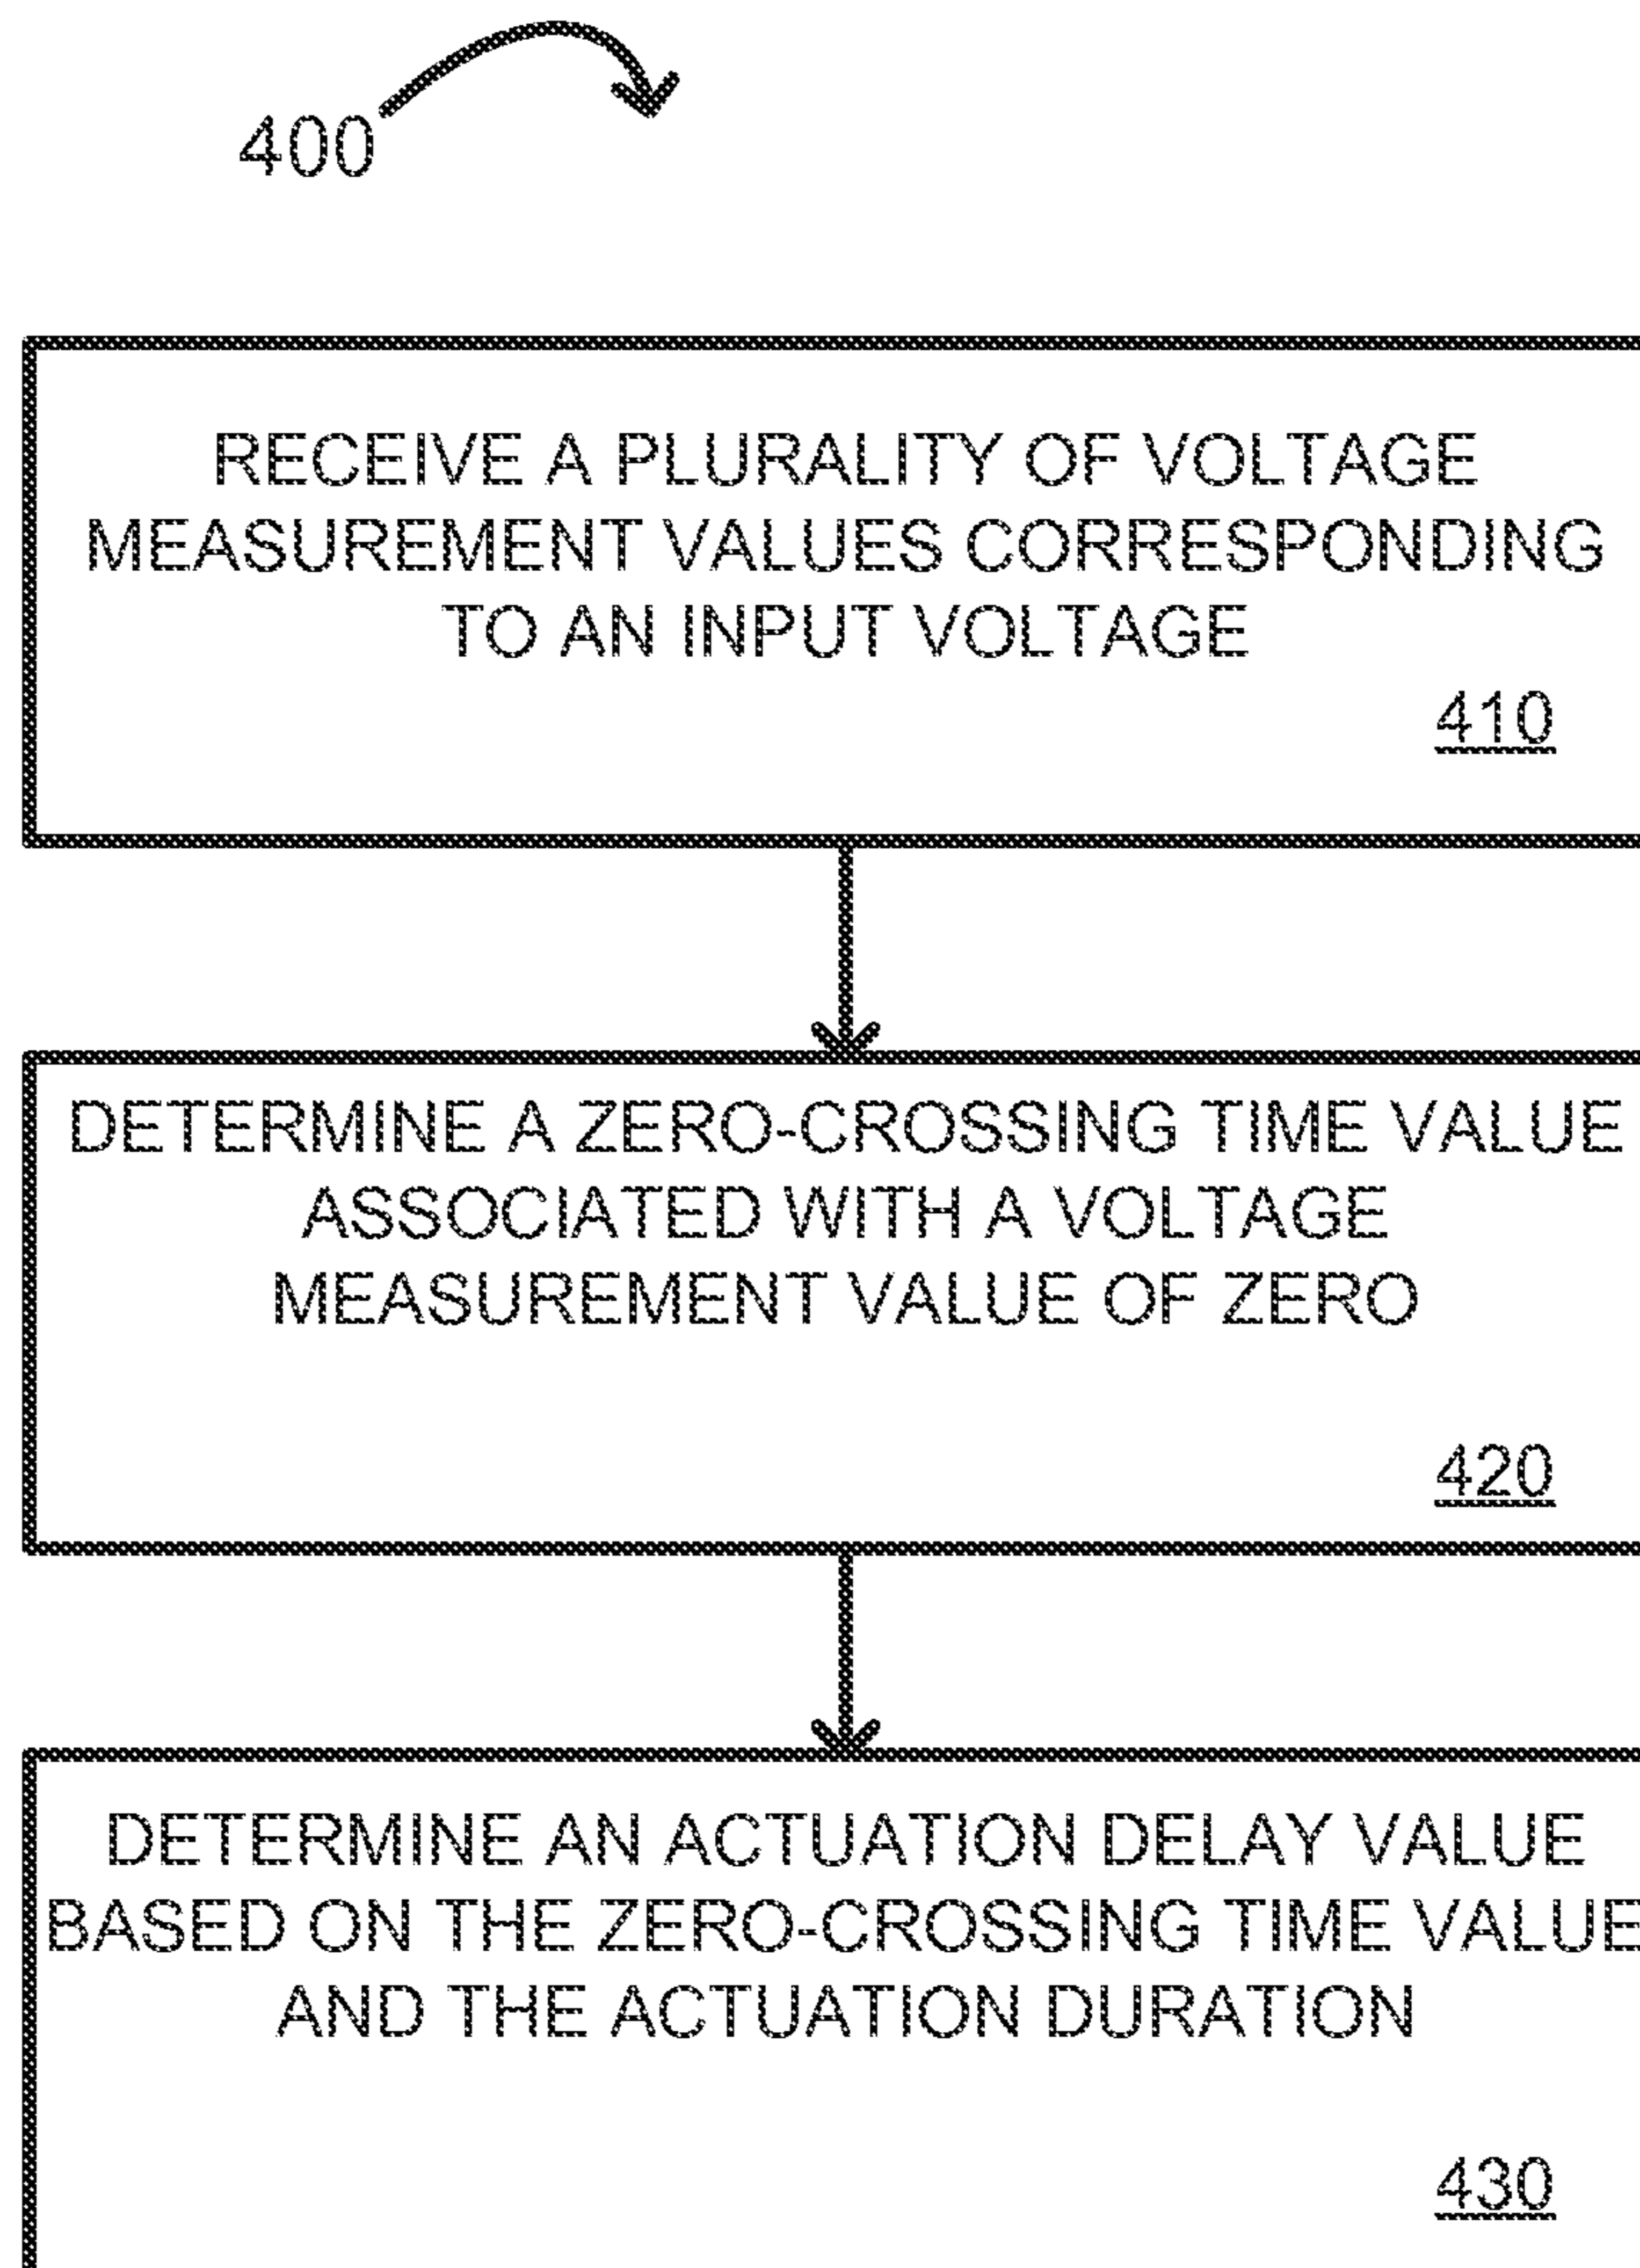 400
RECEIVE A PLURALITY OF VOLTAGE
MEASUREMENT VALUES CORRESPONDING
TO AN INPUT VOLTAGE
410
DETERMINE A ZERO-CROSSING TIME VALUE
ASSOCIATED WITH A VOLTAGE
MEASUREMENT VALUE OF ZERO
420
DETERMINE AN ACTUATION DELAY VALUE
BASED ON THE ZERO-CROSSING TIME VALUE
AND THE ACTUATION DURATION
430